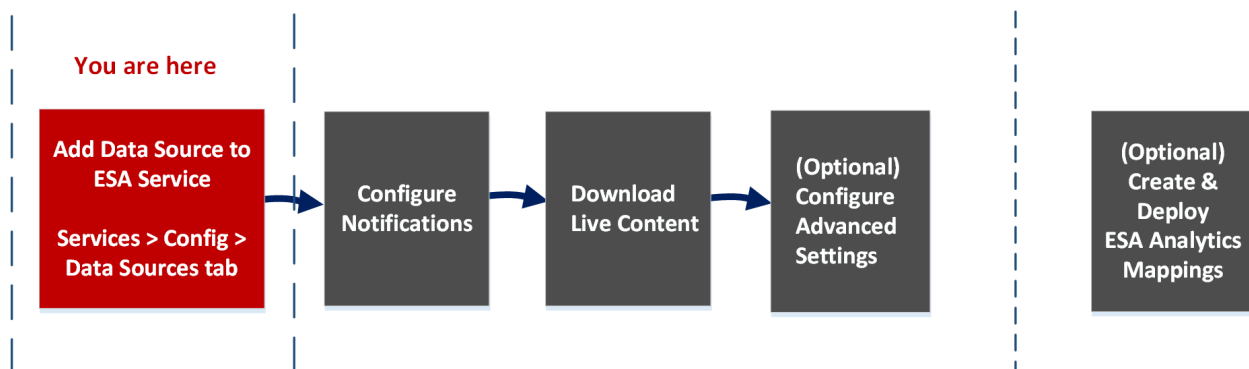 You are here
Add Data Source to
ESA Service
Services > Config >
Data Sources tab
Configure
Notifications
Download
Live Content
(Optional)
Configure
Advanced
Settings
(Optional)
Create &
Deploy
ESA Analytics
Mappings